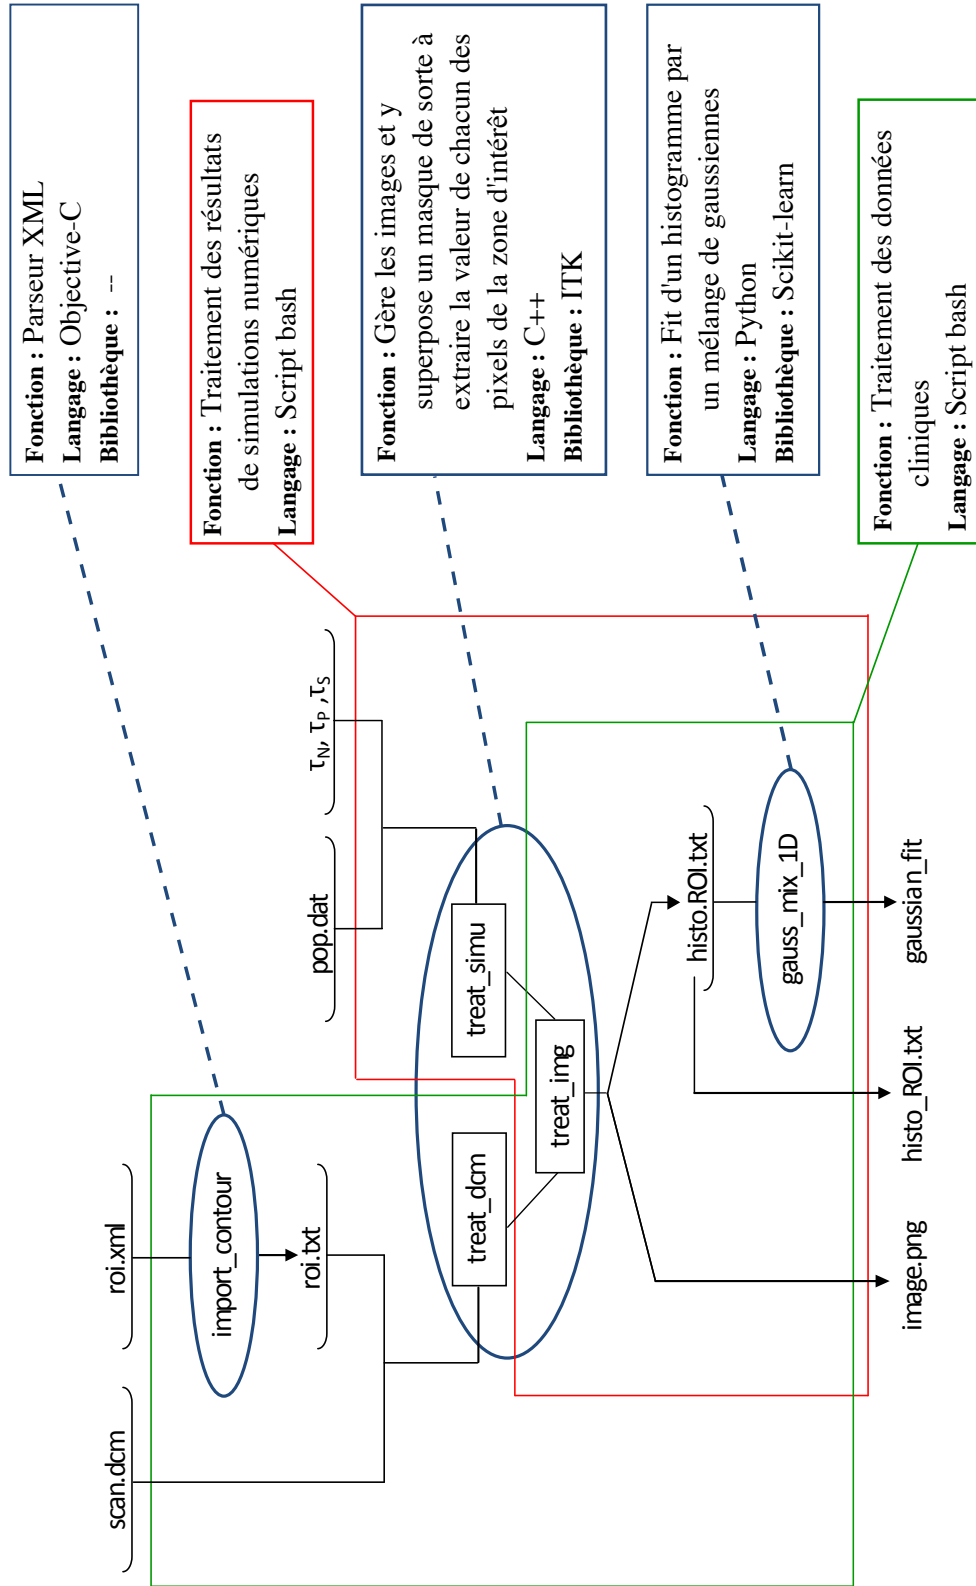 scan.dcm
roi.xml
pop.dat
τN, τP ,τS
import_contour
roi.txt
treat_dcm
treat_simu
treat_img
histo.ROI.txt
gauss_mix_1D
image.png
histo_ROI.txt
gaussian_fit
Fonction : Parseur XML
Langage : Objective-C
Bibliothèque : --
Fonction : Traitement des résultats
de simulations numériques
Langage : Script bash
Fonction : Gère les images et y
superpose un masque de sorte à
extraire la valeur de chacun des
pixels de la zone d'intérêt
Langage : C++
Bibliothèque : ITK
Fonction : Fit d'un histogramme par
un mélange de gaussiennes
Langage : Python
Bibliothèque : Scikit-learn
Fonction : Traitement des données
cliniques
Langage : Script bash